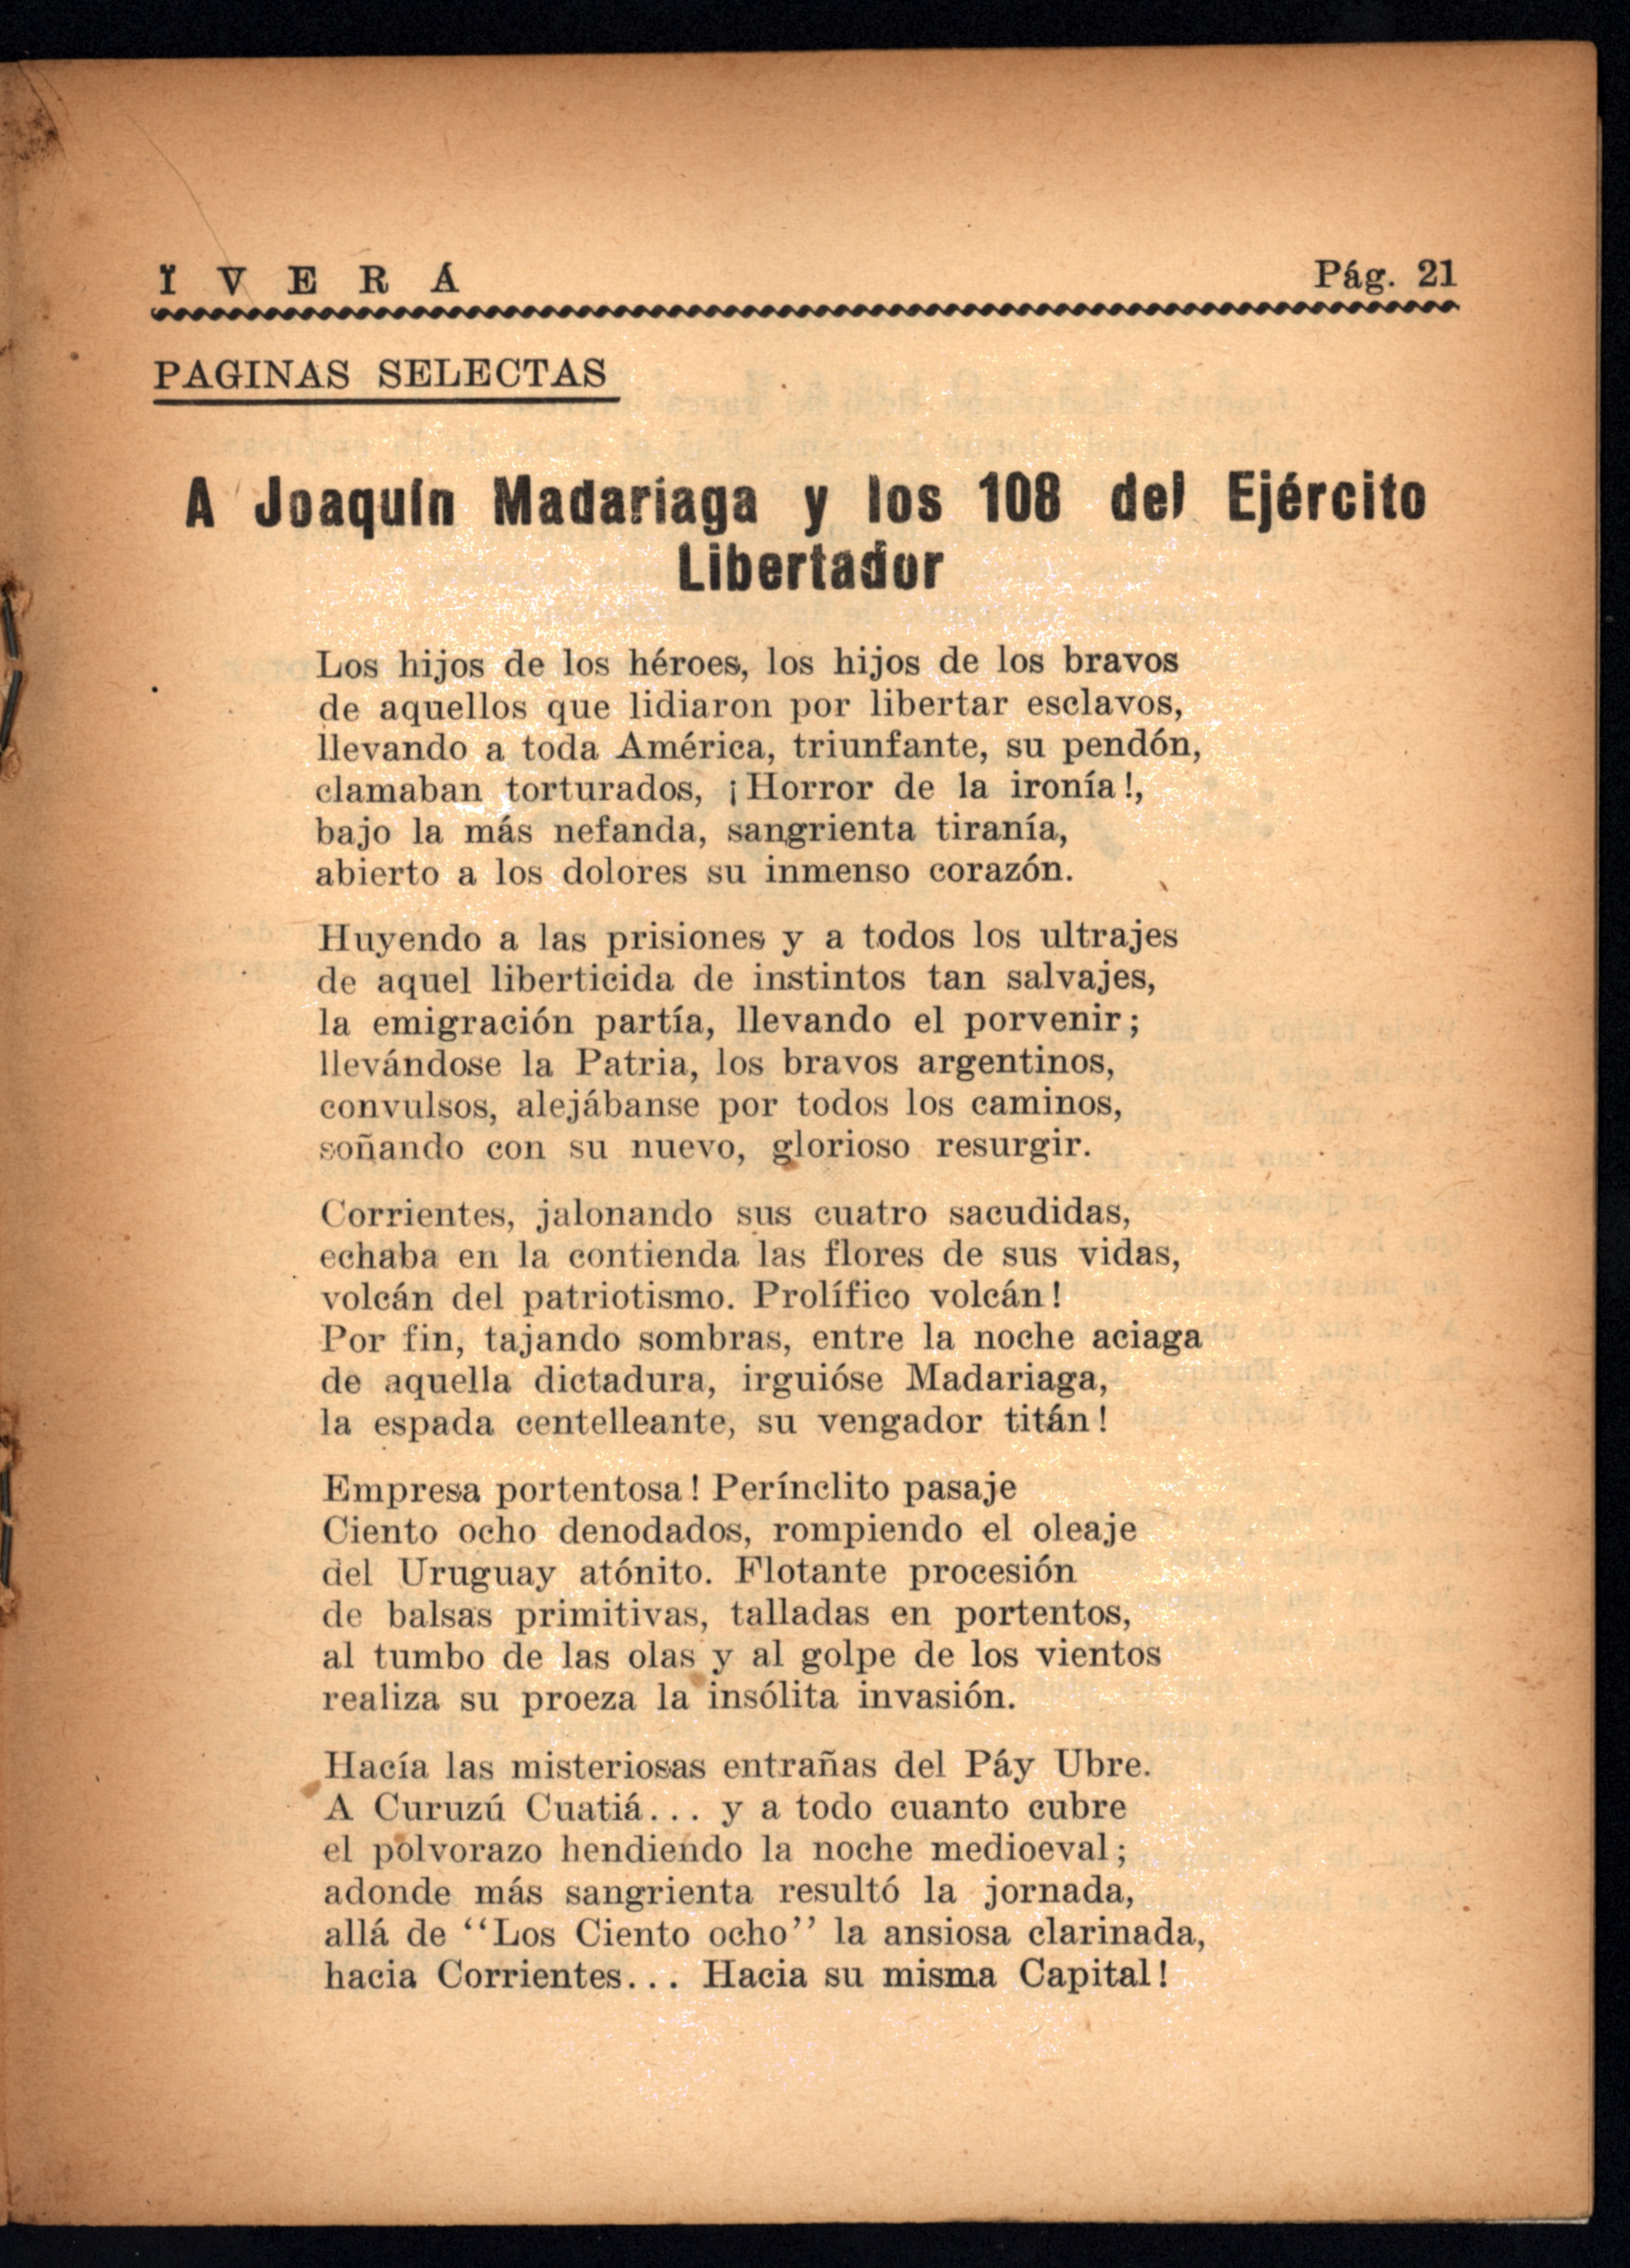 Ï V E R Á
Pág. 21
PAGINAS SELECTAS
A Joaquín Madariaga y los 108 del Ejército
Libertador
Los hijos de los héroes, los hijos de los bravos
de aquellos que lidiaron por libertar esclavos,
llevando a toda América, triunfante, su pendón,
clamaban torturados, ¡Horror de la ironía!,
bajo la más nefanda, sangrienta tiranía,
abierto a los dolores su inmenso corazón.
Huyendo a las prisiones y a todos los ultrajes
de aquel liberticida de instintos tan salvajes,
la emigración partía, llevando el porvenir;
llevándose la Patria, los bravos argentinos,
convulsos, alejábanse por todos los caminos,
soñando con su nuevo, glorioso resurgir.
Corrientes, jalonando sus cuatro sacudidas,
echaba en la contienda las flores de sus vidas,
volcán del patriotismo. Prolífico volcán!
Por fin, tajando sombras, entre la noche aciaga
de aquella dictadura, irguióse Madariaga,
la espada centelleante, su vengador titán!
Empresa portentosa! Perínclito pasaje
Ciento ocho denodados, rompiendo el oleaje
del Uruguay atónito. Flotante procesión
de balsas primitivas, talladas en portentos,
al tumbo de las olas y al golpe de los vientos
realiza su proeza la insólita invasión.
Hacía las misteriosas entrañas del Páy Ubre.
A Curuzú Cuatiá... y a todo cuanto cubre
el polvorazo hendiendo la noche medioeval;
adonde más sangrienta resultó la jornada,
allá de ‘‘Los Ciento ocho’’ la ansiosa clarinada,
hacia Corrientes... Hacia su misma Capital!